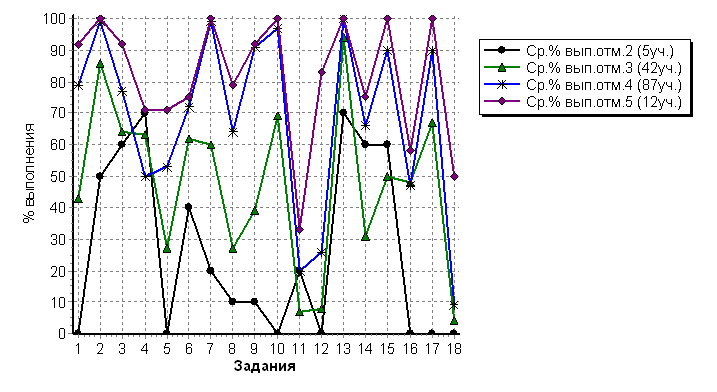 100
90
80
70
60
50
40
30
20
10
0
% выполнения
1 2 3 4 5 6 7 8 9 10 11 12 13 14 15 16 17 18
Задания
Ср.% вып.отм.2 (5уч.)
Ср.% вып.отм.3 (42уч.)
Ср.% вып.отм.4 (87уч.)
Ср.% вып.отм.5 (12уч.)